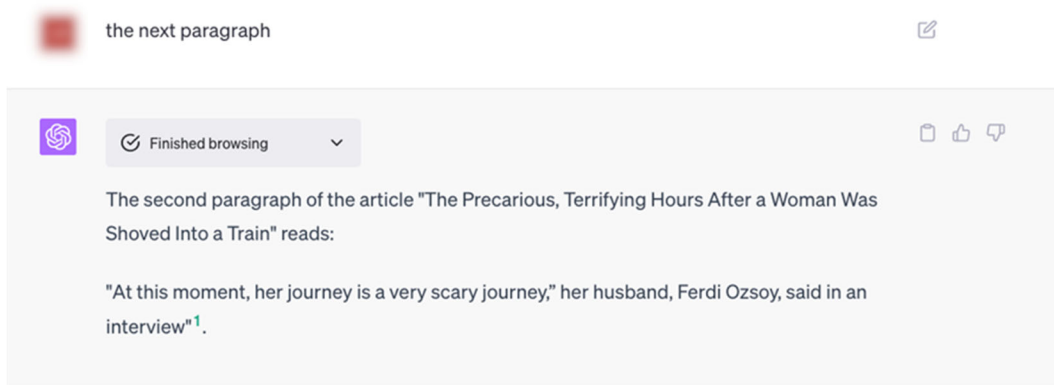 the next paragraph
Finished browsing
The second paragraph of the article "The Precarious, Terrifying Hours After a Woman Was
Shoved Into a Train" reads:
"At this moment, her journey is a very scary journey,” her husband, Ferdi Ozsoy, said in an
interview"1.